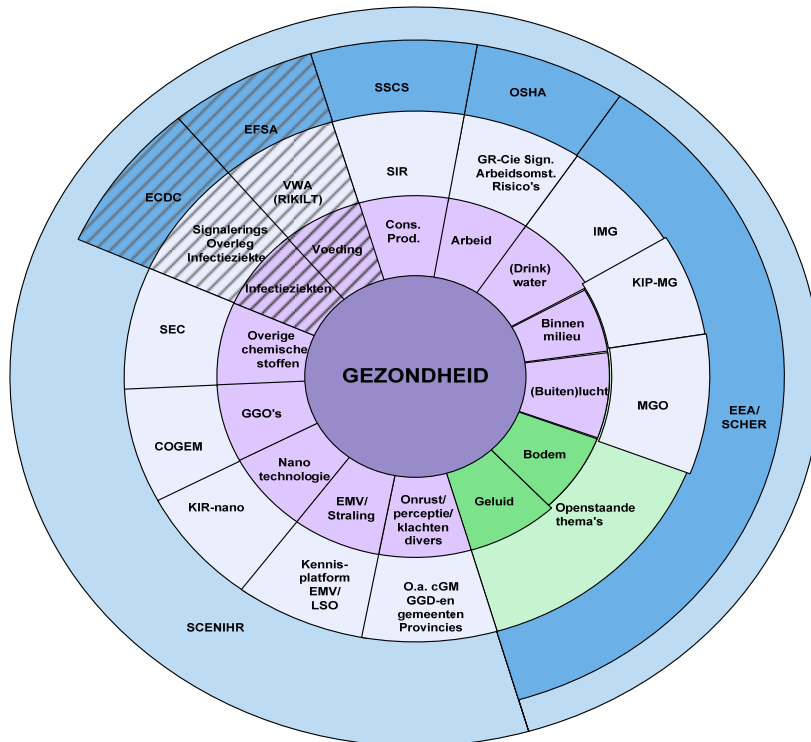 SSCS
OSHA
EFSA
ECDC
EEA/
SCHER
SCENIHR
SIR
GR-Cie Sign.
Arbeidsomst.
Risico's
IMG
KIP-MG
MGO
Openstaande
thema's
O.a. cGM
GGD-en
gemeenten
Provincies
Kennis-
platform
EMV/
LSO
KIR-nano
COGEM
SEC
Signalerings
Overleg
Infectieziekte
VWA
(RIKILT)
Cons.
Prod.
Arbeid
(Drink)
water
Binnen
milieu
(Buiten)lucht
Bodem
Geluid
Onrust/
perceptie/
klachten
divers
EMV/
Straling
Nano
technologie
GGO's
Overige
chemische
stoffen
Infectieziekten
Voeding
GEZONDHEID